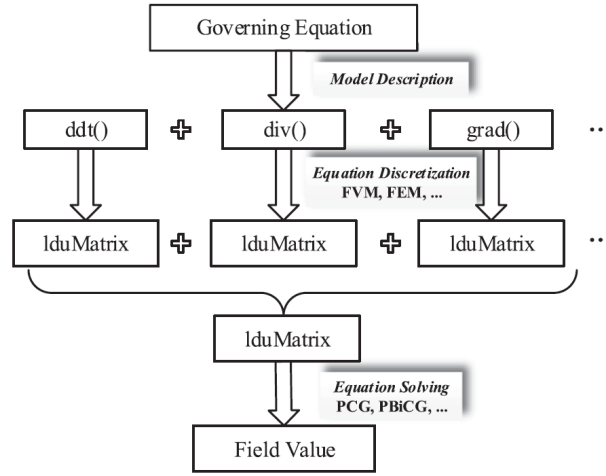 Governing Equation
Model Description
ddt() + div() + grad() ..
Equation Discretization
FVM, FEM, ...
lduMatrix + lduMatrix + lduMatrix ..
lduMatrix
Equation Solving
PCG, PBiCG, ...
Field Value